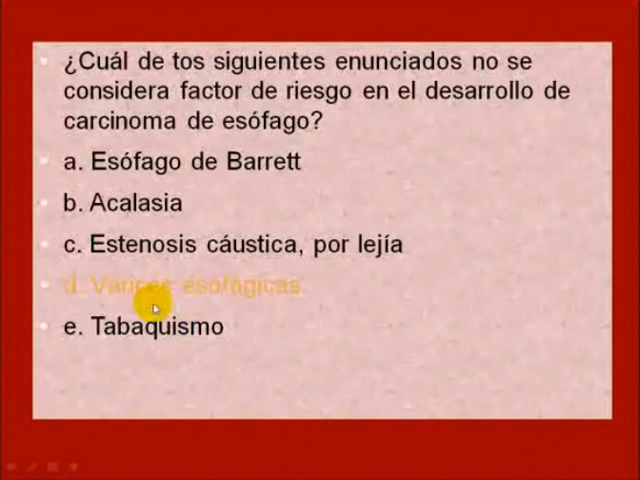 ¿Cuál de tos siguientes enunciados no se
considera factor de riesgo en el desarrollo de
carcinoma de esófago?
a. Esófago de Barrett
b. Acalasia
c. Estenosis cáustica, por lejía
d. Varices esofágicas
e. Tabaquismo